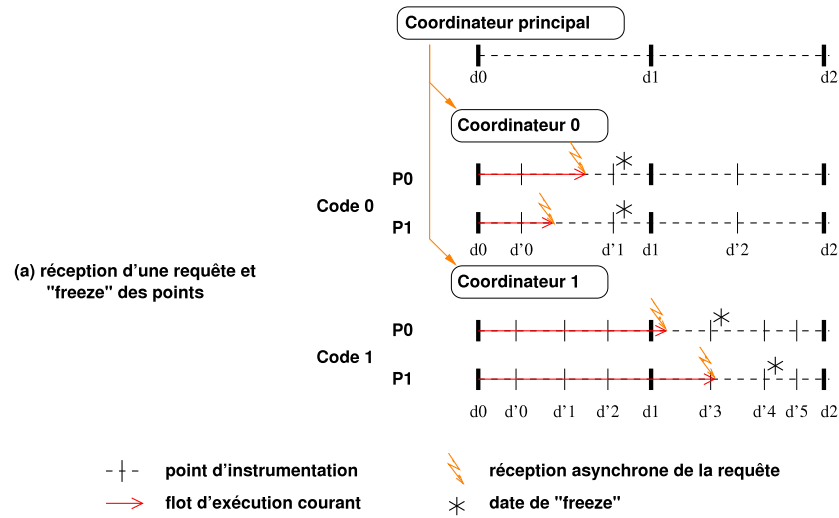 Coordinateur principal
d0 d1 d2
Coordinateur 0
P0
Code 0
P1
d0 d'0 d'1 d1 d'2 d2
(a) réception d'une requête et
"freeze" des points
Coordinateur 1
P0
Code 1
P1
d0 d'0 d'1 d'2 d1 d'3 d'4 d'5 d2
point d'instrumentation
réception asynchrone de la requête
flot d'exécution courant
date de "freeze"